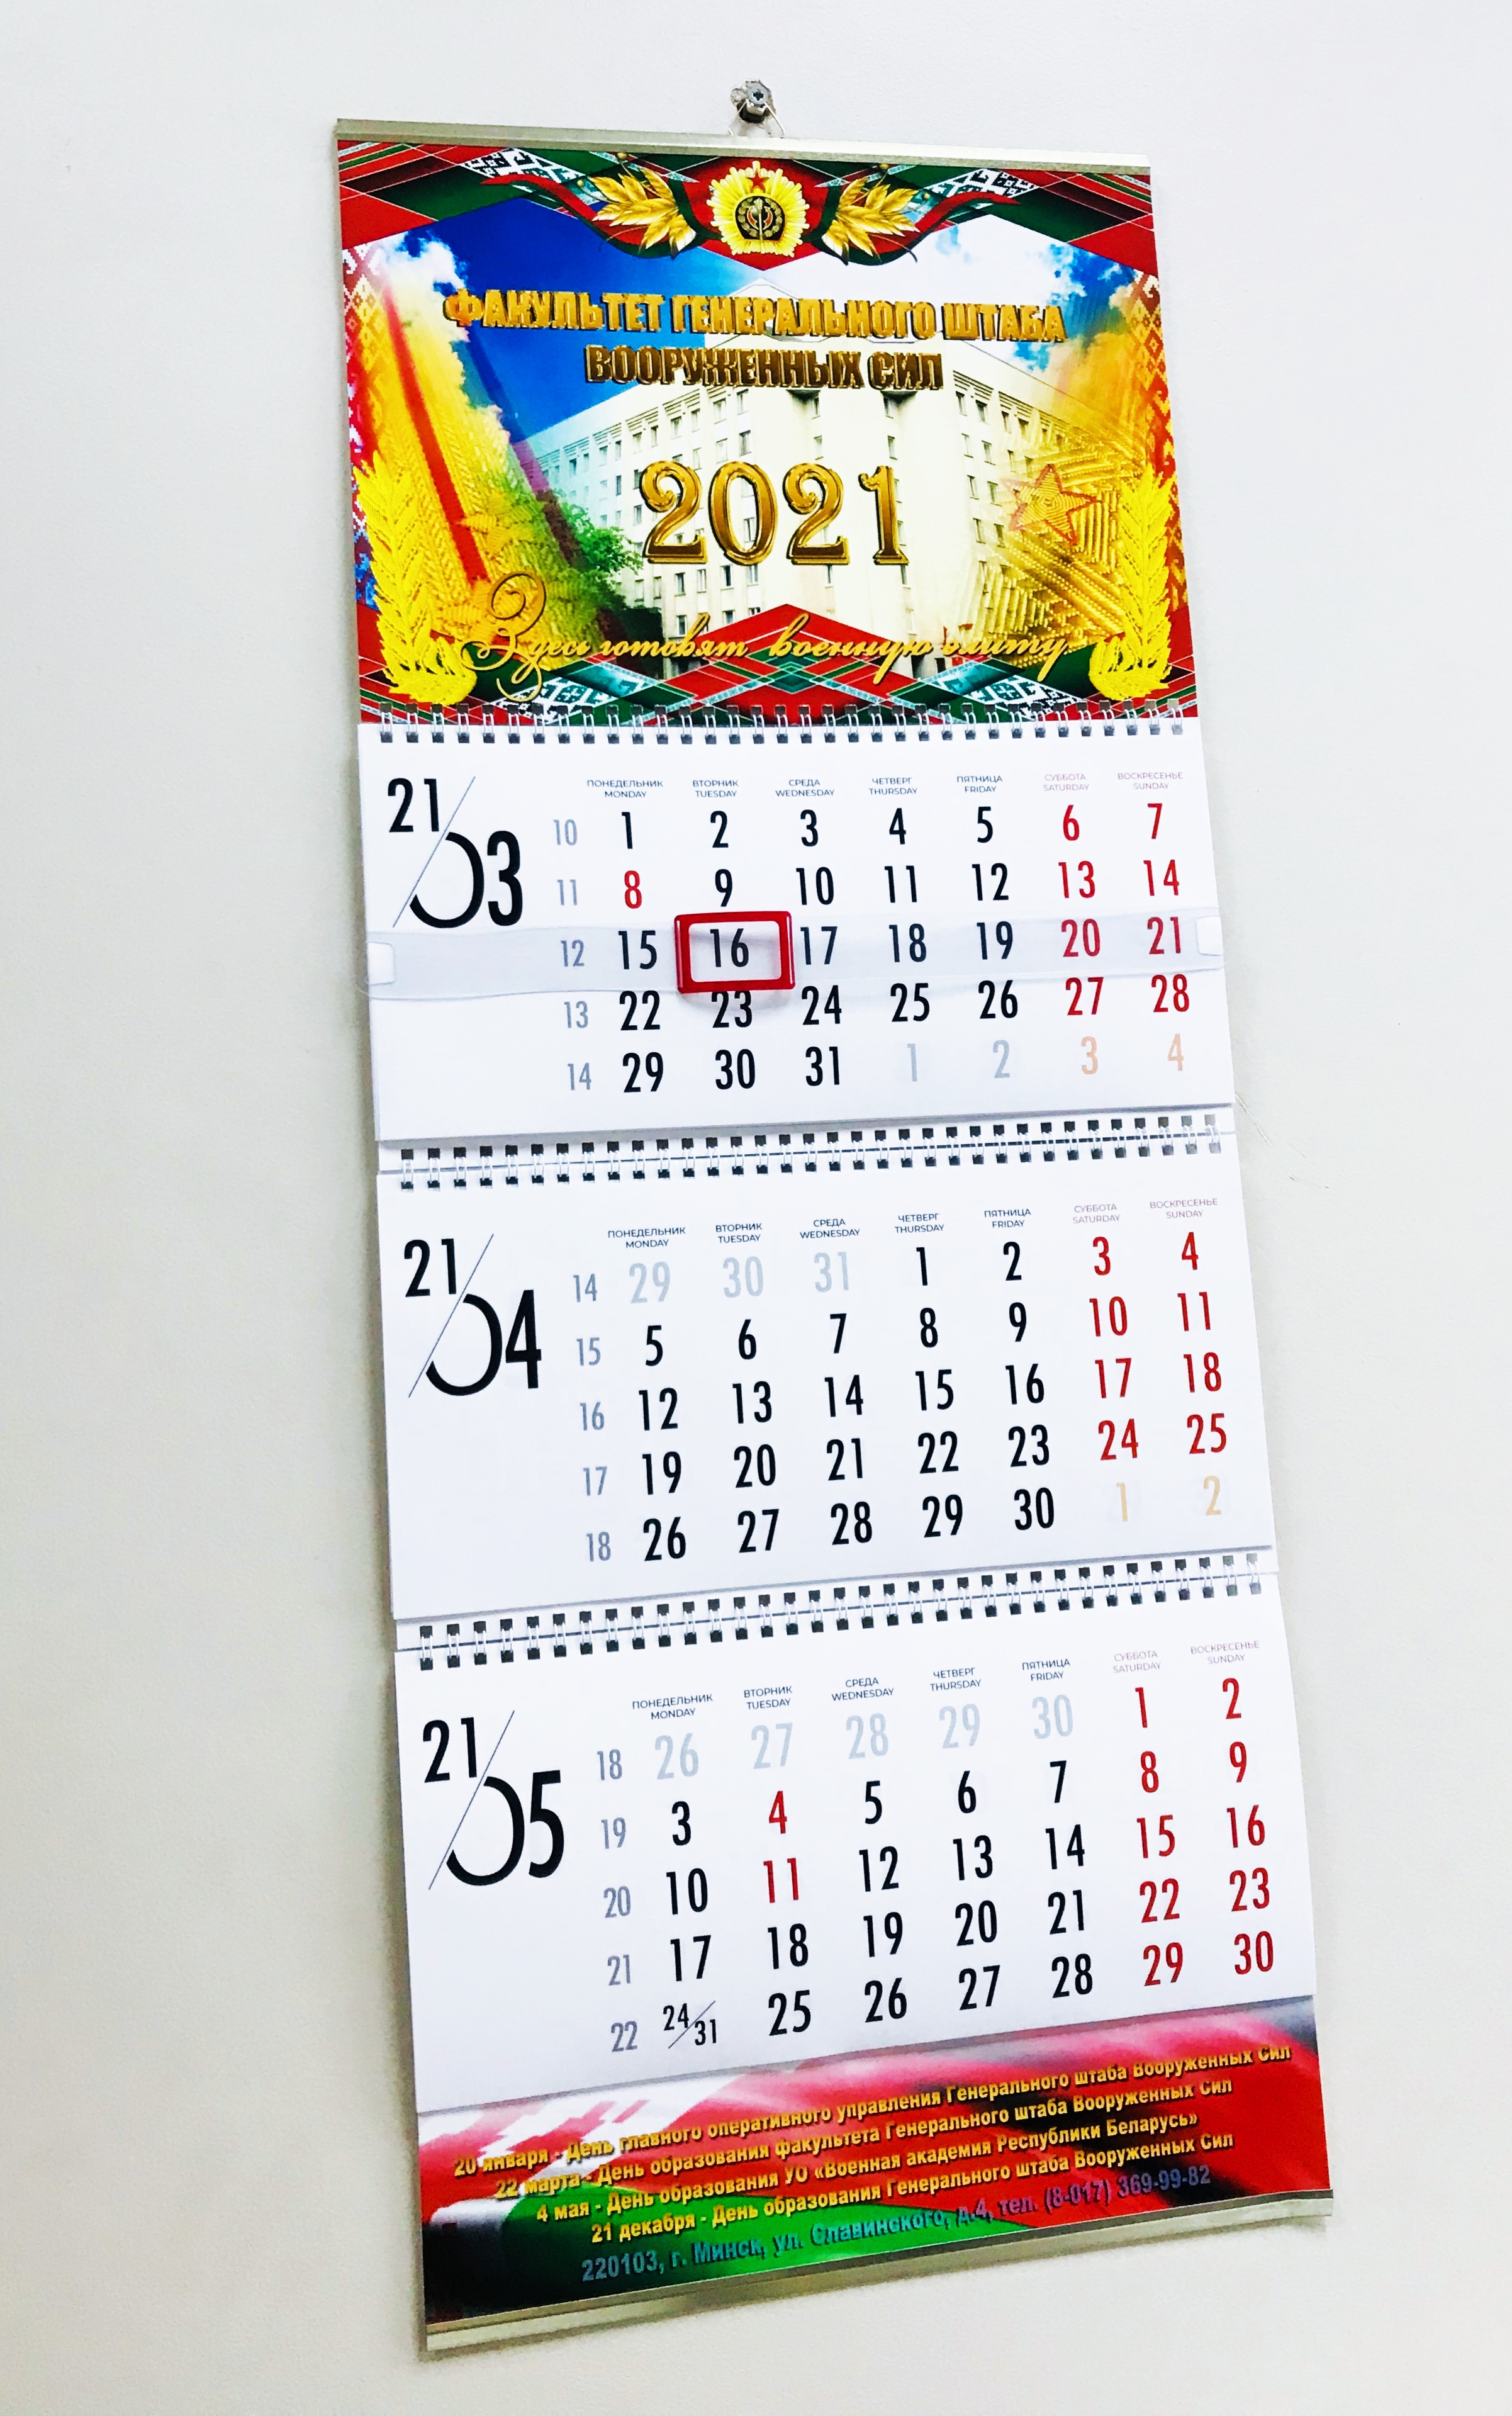 ФАКУЛЬТЕТ ГЕНЕРАЛЬНОГО ШТАБА
ВООРУЖЕННЫХ СИЛ
2021
Здесь готовят военную элиту
21/03
ПОНЕДЕЛЬНИК ВТОРНИК СРЕДА ЧЕТВЕРГ ПЯТНИЦА СУББОТА ВОСКРЕСЕНЬЕ
MONDAY TUESDAY WEDNESDAY THURSDAY FRIDAY SATURDAY SUNDAY
10 1 2 3 4 5 6 7
11 8 9 10 11 12 13 14
12 15 16 17 18 19 20 21
13 22 23 24 25 26 27 28
14 29 30 31 1 2 3 4
21/04
ПОНЕДЕЛЬНИК ВТОРНИК СРЕДА ЧЕТВЕРГ ПЯТНИЦА СУББОТА ВОСКРЕСЕНЬЕ
MONDAY TUESDAY WEDNESDAY THURSDAY FRIDAY SATURDAY SUNDAY
14 29 30 31 1 2 3 4
15 5 6 7 8 9 10 11
16 12 13 14 15 16 17 18
17 19 20 21 22 23 24 25
18 26 27 28 29 30 1 2
21/05
ПОНЕДЕЛЬНИК ВТОРНИК СРЕДА ЧЕТВЕРГ ПЯТНИЦА СУББОТА ВОСКРЕСЕНЬЕ
MONDAY TUESDAY WEDNESDAY THURSDAY FRIDAY SATURDAY SUNDAY
18 26 27 28 29 30 1 2
19 3 4 5 6 7 8 9
20 10 11 12 13 14 15 16
21 17 18 19 20 21 22 23
22 24/31 25 26 27 28 29 30
20 января - День главного оперативного управления Генерального штаба Вооруженных Сил
22 марта - День образования факультета Генерального штаба Вооруженных Сил
4 мая - День образования УО «Военная академия Республики Беларусь»
21 декабря - День образования Генерального штаба Вооруженных Сил
220103, г. Минск, ул. Славинского, д.4, тел. (8-017) 369-99-82